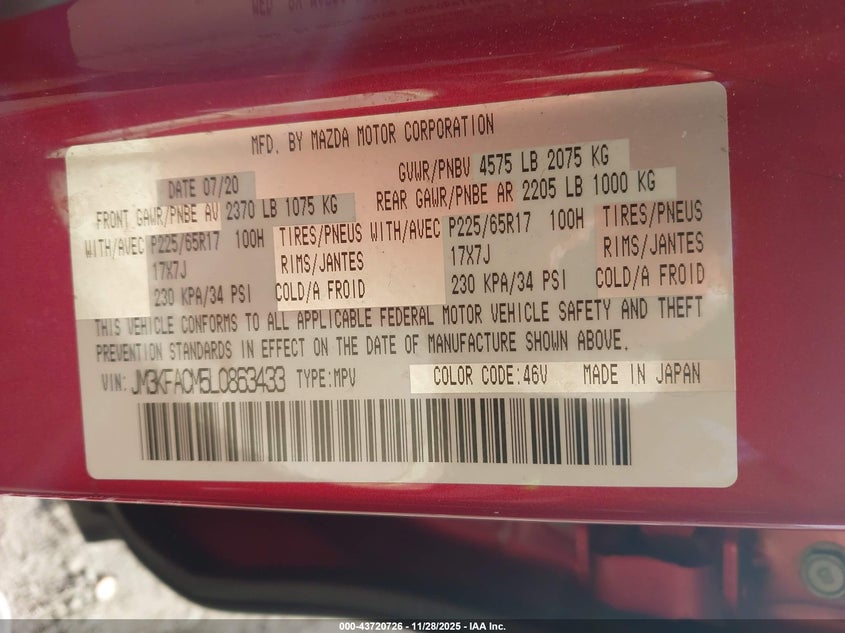 MFD. BY MAZDA MOTOR CORPORATION
DATE 07/20 GVWR/PNBV 4575 LB 2075 KG
FRONT GAWR/PNBE AV 2370 LB 1075 KG REAR GAWR/PNBE AR 2205 LB 1000 KG
WITH/AVEC P225/65R17 100H TIRES/PNEUS WITH/AVEC P225/65R17 100H TIRES/PNEUS
17X7J RIMS/JANTES 17X7J RIMS/JANTES
230 KPA/34 PSI COLD/A FROID 230 KPA/34 PSI COLD/A FROID
THIS VEHICLE CONFORMS TO ALL APPLICABLE FEDERAL MOTOR VEHICLE SAFETY AND THEFT
PREVENTION STANDARDS IN EFFECT ON THE DATE OF MANUFACTURE SHOWN ABOVE.
VIN: JM3KFACM5L0863433 TYPE:MPV COLOR CODE:46V MADE IN JAPAN
000-43720726 - 11/28/2025 - IAA Inc.